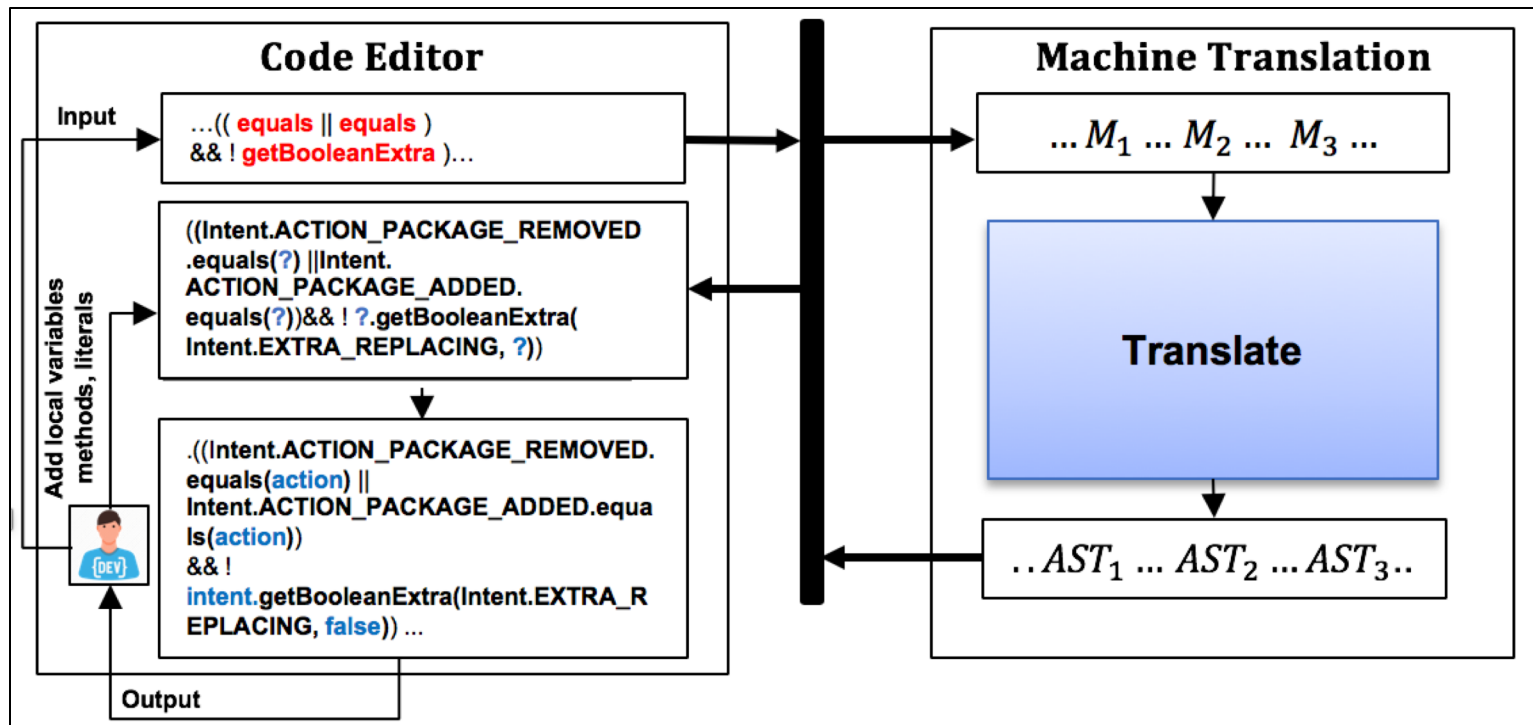 Code Editor
Input
...(( equals || equals )
&& ! getBooleanExtra )...
((Intent.ACTION_PACKAGE_REMOVED
.equals(?) ||Intent.
ACTION_PACKAGE_ADDED.
equals(?))&& ! ?.getBooleanExtra(
Intent.EXTRA_REPLACING, ?))
Add local variables
methods, literals
.((Intent.ACTION_PACKAGE_REMOVED.
equals(action) ||
Intent.ACTION_PACKAGE_ADDED.equa
ls(action))
&& !
intent.getBooleanExtra(Intent.EXTRA_R
EPLACING, false)) ...
{DEV}
Output
Machine Translation
... M₁ ... M₂ ... M₃ ...
Translate
. . AST₁ ... AST₂ ... AST₃. .